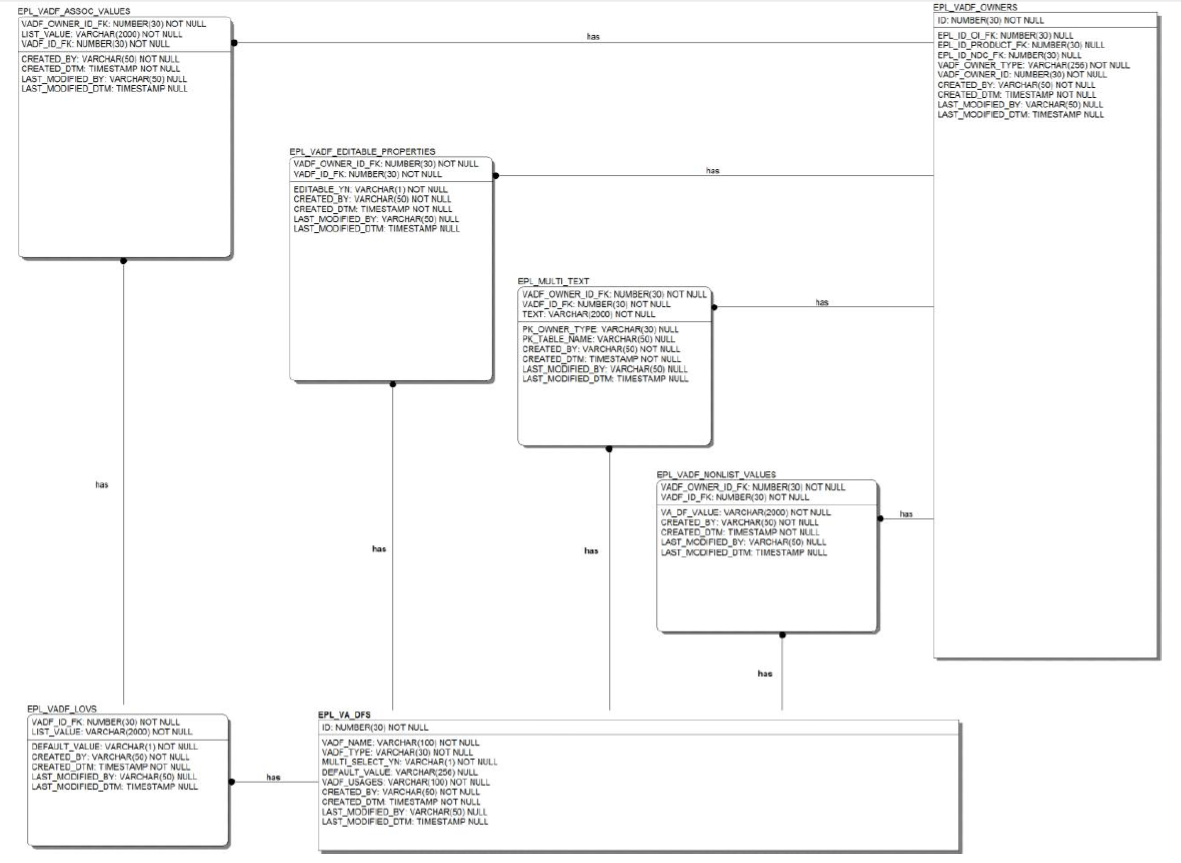 EPL_VADF_ASSOC_VALUES
VADF_OWNER_ID_FK: NUMBER(30) NOT NULL
LIST_VALUE: VARCHAR(2000) NOT NULL
VADF_ID_FK: NUMBER(30) NOT NULL
CREATED_BY: VARCHAR(50) NOT NULL
CREATED_DTM: TIMESTAMP NOT NULL
LAST_MODIFIED_BY: VARCHAR(50) NULL
LAST_MODIFIED_DTM: TIMESTAMP NULL
has
EPL_VADF_OWNERS
ID: NUMBER(30) NOT NULL
EPL_ID_OI_FK: NUMBER(30) NULL
EPL_ID_PRODUCT_FK: NUMBER(30) NULL
EPL_ID_NDC_FK: NUMBER(30) NULL
VADF_OWNER_TYPE: VARCHAR(256) NOT NULL
VADF_OWNER_ID: NUMBER(30) NOT NULL
CREATED_BY: VARCHAR(50) NOT NULL
CREATED_DTM: TIMESTAMP NOT NULL
LAST_MODIFIED_BY: VARCHAR(50) NULL
LAST_MODIFIED_DTM: TIMESTAMP NULL
EPL_VADF_EDITABLE_PROPERTIES
VADF_OWNER_ID_FK: NUMBER(30) NOT NULL
VADF_ID_FK: NUMBER(30) NOT NULL
EDITABLE_YN: VARCHAR(1) NOT NULL
CREATED_BY: VARCHAR(50) NOT NULL
CREATED_DTM: TIMESTAMP NOT NULL
LAST_MODIFIED_BY: VARCHAR(50) NULL
LAST_MODIFIED_DTM: TIMESTAMP NULL
has
EPL_MULTI_TEXT
VADF_OWNER_ID_FK: NUMBER(30) NOT NULL
VADF_ID_FK: NUMBER(30) NOT NULL
TEXT: VARCHAR(2000) NOT NULL
PK_OWNER_TYPE: VARCHAR(30) NULL
PK_TABLE_NAME: VARCHAR(50) NULL
CREATED_BY: VARCHAR(50) NOT NULL
CREATED_DTM: TIMESTAMP NOT NULL
LAST_MODIFIED_BY: VARCHAR(50) NULL
LAST_MODIFIED_DTM: TIMESTAMP NULL
has
EPL_VADF_NONLIST_VALUES
VADF_OWNER_ID_FK: NUMBER(30) NOT NULL
VADF_ID_FK: NUMBER(30) NOT NULL
VA_DF_VALUE: VARCHAR(2000) NOT NULL
CREATED_BY: VARCHAR(50) NOT NULL
CREATED_DTM: TIMESTAMP NOT NULL
LAST_MODIFIED_BY: VARCHAR(50) NULL
LAST_MODIFIED_DTM: TIMESTAMP NULL
has
has
has
has
has
EPL_VADF_LOVS
VADF_ID_FK: NUMBER(30) NOT NULL
LIST_VALUE: VARCHAR(2000) NOT NULL
DEFAULT_VALUE: VARCHAR(1) NOT NULL
CREATED_BY: VARCHAR(50) NOT NULL
CREATED_DTM: TIMESTAMP NOT NULL
LAST_MODIFIED_BY: VARCHAR(50) NULL
LAST_MODIFIED_DTM: TIMESTAMP NULL
has
EPL_VA_DFS
ID: NUMBER(30) NOT NULL
VADF_NAME: VARCHAR(100) NOT NULL
VADF_TYPE: VARCHAR(30) NOT NULL
MULTI_SELECT_YN: VARCHAR(1) NOT NULL
DEFAULT_VALUE: VARCHAR(256) NULL
VADF_USAGES: VARCHAR(100) NOT NULL
CREATED_BY: VARCHAR(50) NOT NULL
CREATED_DTM: TIMESTAMP NOT NULL
LAST_MODIFIED_BY: VARCHAR(50) NULL
LAST_MODIFIED_DTM: TIMESTAMP NULL